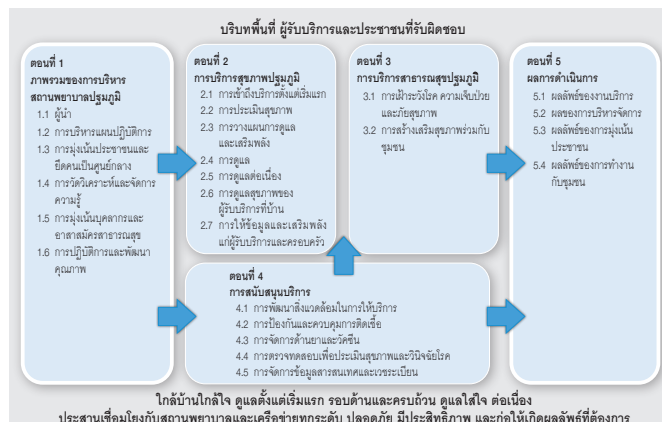 บริบทพื้นที่ ผู้รับบริการและประชาชนที่รับผิดชอบ
ตอนที่ 1
ภาพรวมของการบริหาร
สถานพยาบาลปฐมภูมิ
1.1 ผู้นำ
1.2 การบริหารแผนปฏิบัติการ
1.3 การมุ่งเน้นประชาชนและ
ยึดคนเป็นศูนย์กลาง
1.4 การวัดวิเคราะห์และจัดการ
ความรู้
1.5 การมุ่งเน้นบุคลากรและ
อาสาสมัครสาธารณสุข
1.6 การปฏิบัติการและพัฒนา
คุณภาพ
ตอนที่ 2
การบริการสุขภาพปฐมภูมิ
2.1 การเข้าถึงบริการตั้งแต่เริ่มแรก
2.2 การประเมินสุขภาพ
2.3 การวางแผนการดูแล
และเสริมพลัง
2.4 การดูแล
2.5 การดูแลต่อเนื่อง
2.6 การดูแลสุขภาพของ
ผู้รับบริการที่บ้าน
2.7 การให้ข้อมูลและเสริมพลัง
แก่ผู้รับบริการและครอบครัว
ตอนที่ 3
การบริการสาธารณสุขปฐมภูมิ
3.1 การเฝ้าระวังโรค ความเจ็บป่วย
และภัยสุขภาพ
3.2 การสร้างเสริมสุขภาพร่วมกับ
ชุมชน
ตอนที่ 4
การสนับสนุนบริการ
4.1 การพัฒนาสิ่งแวดล้อมในการให้บริการ
4.2 การป้องกันและควบคุมการติดเชื้อ
4.3 การจัดการด้านยาและวัคซีน
4.4 การตรวจทดสอบเพื่อประเมินสุขภาพและวินิจฉัยโรค
4.5 การจัดการข้อมูลสารสนเทศและเวชระเบียน
ตอนที่ 5
ผลการดำเนินการ
5.1 ผลลัพธ์ของงานบริการ
5.2 ผลของการบริหารจัดการ
5.3 ผลลัพธ์ของการมุ่งเน้น
ประชาชน
5.4 ผลลัพธ์ของการทำงาน
กับชุมชน
ใกล้บ้านใกล้ใจ ดูแลตั้งแต่เริ่มแรก รอบด้านและครบถ้วน ดูแลใส่ใจ ต่อเนื่อง
ประสานเชื่อมโยงกับสถานพยาบาลและเครือข่ายทุกระดับ ปลอดภัย มีประสิทธิภาพ และก่อให้เกิดผลลัพธ์ที่ต้องการ